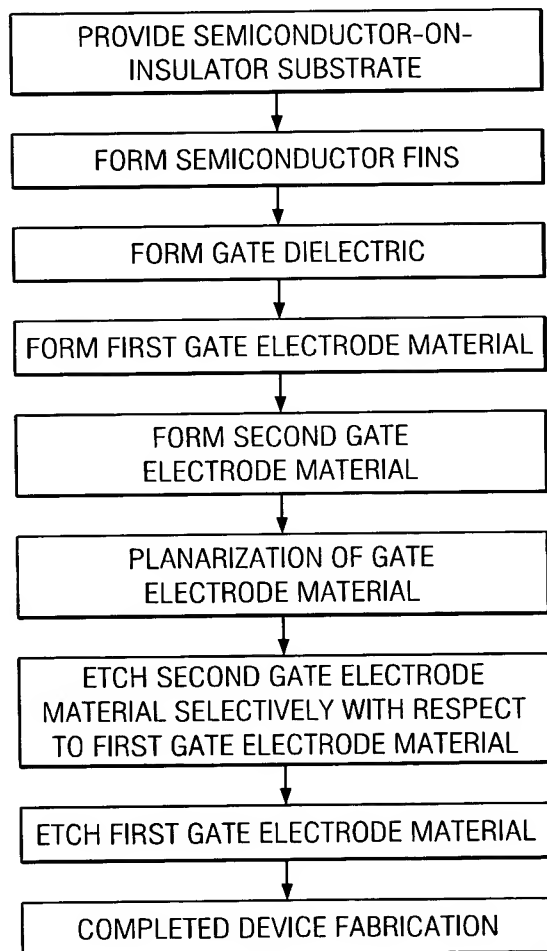 PROVIDE SEMICONDUCTOR-ON-
INSULATOR SUBSTRATE
FORM SEMICONDUCTOR FINS
FORM GATE DIELECTRIC
FORM FIRST GATE ELECTRODE MATERIAL
FORM SECOND GATE
ELECTRODE MATERIAL
PLANARIZATION OF GATE
ELECTRODE MATERIAL
ETCH SECOND GATE ELECTRODE
MATERIAL SELECTIVELY WITH RESPECT
TO FIRST GATE ELECTRODE MATERIAL
ETCH FIRST GATE ELECTRODE MATERIAL
COMPLETED DEVICE FABRICATION